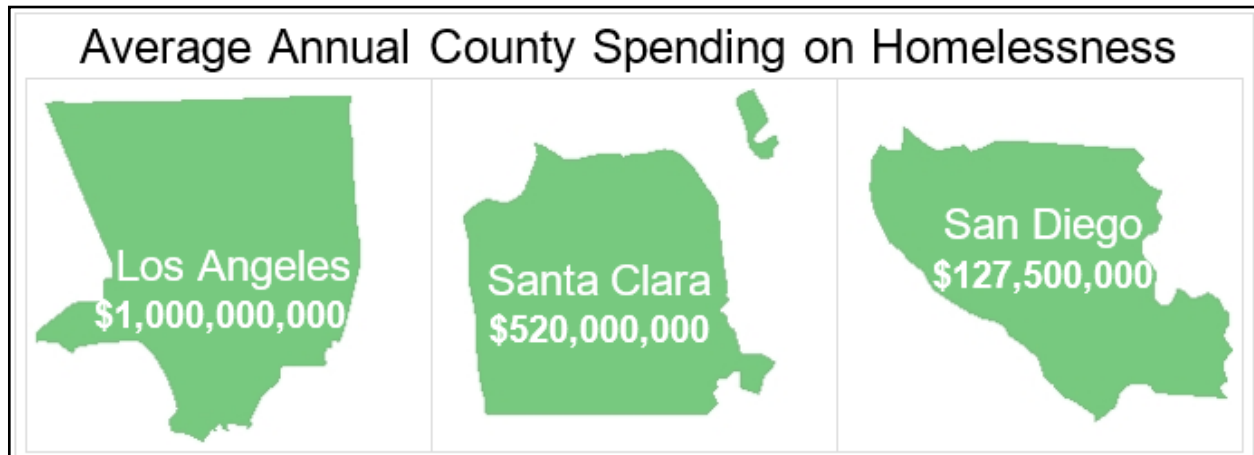 Average Annual County Spending on Homelessness
Los Angeles
$1,000,000,000
Santa Clara
$520,000,000
San Diego
$127,500,000